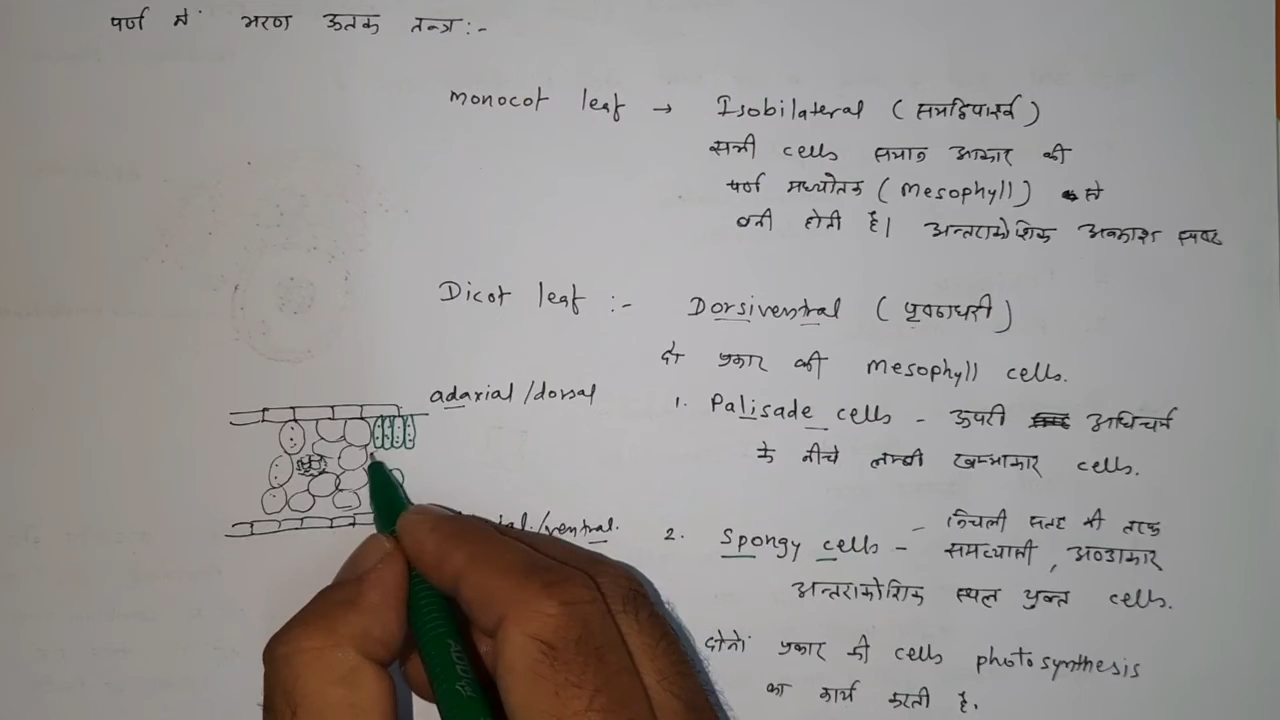 पर्ण में भरण ऊतक तन्त्र:-
monocot leaf → Isobilateral (समद्विपार्श्व)
सभी cells समान आकार की
पर्ण मध्योतक (Mesophyll) से
बनी होती है। अन्तराकोशिक अवकाश स्पष्ट
Dicot leaf :- Dorsiventral (पृष्ठाधरी)
दो प्रकार की mesophyll cells.
adaxial/dorsal
1. Palisade cells - ऊपरी अधिचर्म
के नीचे लम्बी खम्भाकार cells.
/ventral.
2. Spongy cells - निचली सतह की तरफ
समव्यासी, अण्डाकार
अन्तराकोशिक स्थल युक्त cells.
दोनों प्रकार की cells photosynthesis
का कार्य करती है.